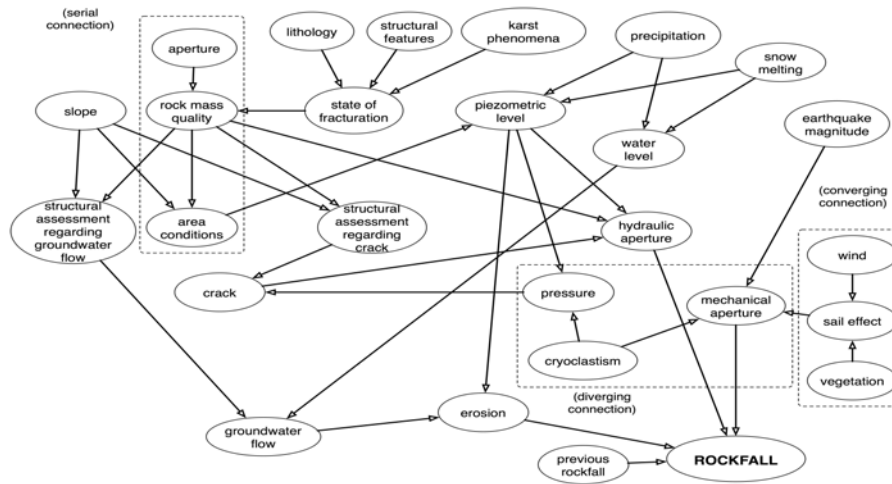 (serial
connection)
aperture
lithology
structural
features
karst
phenomena
precipitation
snow
melting
slope
rock mass
quality
state of
fracturation
piezometric
level
water
level
earthquake
magnitude
structural
assessment
regarding
groundwater
flow
area
conditions
structural
assessment
regarding
crack
hydraulic
aperture
(converging
connection)
wind
crack
pressure
mechanical
aperture
sail effect
cryoclastism
vegetation
(diverging
connection)
groundwater
flow
erosion
previous
rockfall
ROCKFALL